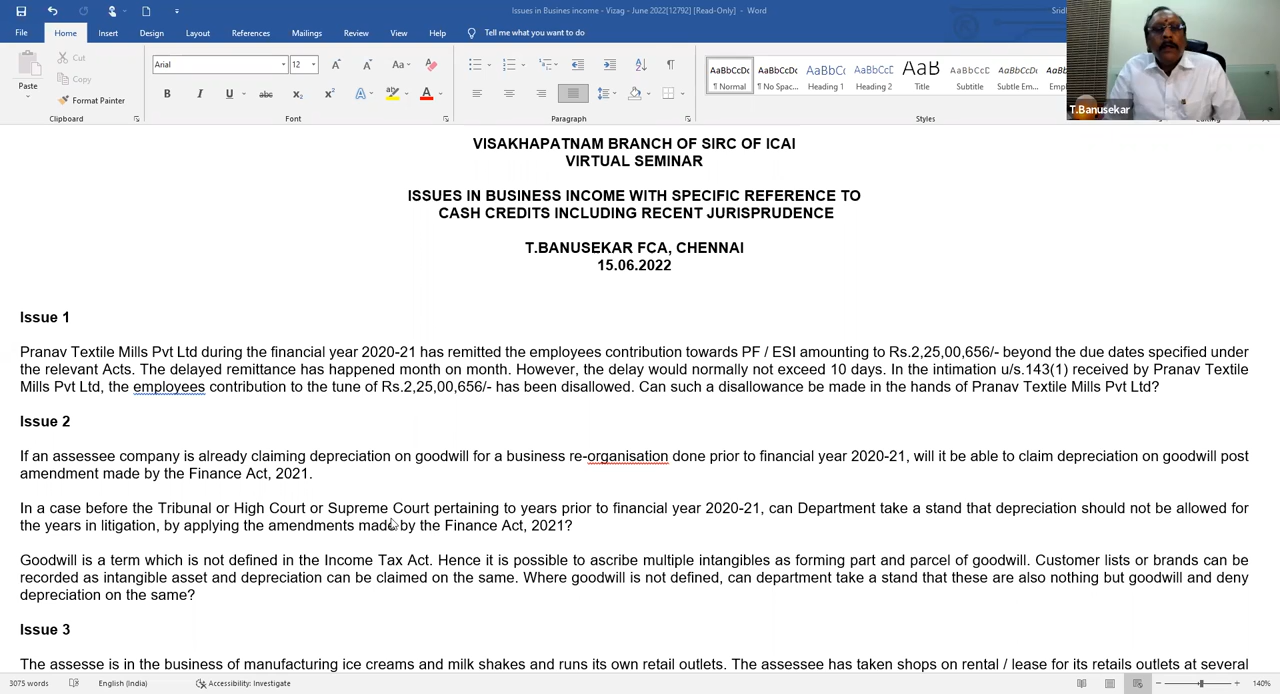 Issues in Busines income - Vizag - June 2022[12792] [Read-Only] - Word
Sridh
File Home Insert Design Layout References Mailings Review View Help Tell me what you want to do
Paste
Cut
Copy
Format Painter
Clipboard
Arial 12
Font
Paragraph
AaBbCcDc ¶ Normal
AaBbCcDc ¶ No Spac...
AaBbCc Heading 1
AaBbCcD Heading 2
AaB Title
AaBbCcD Subtitle
AaBbCcDc Subtle Em...
AaBbCcDc
Styles
Editing
T.Banusekar
VISAKHAPATNAM BRANCH OF SIRC OF ICAI
VIRTUAL SEMINAR
ISSUES IN BUSINESS INCOME WITH SPECIFIC REFERENCE TO
CASH CREDITS INCLUDING RECENT JURISPRUDENCE
T.BANUSEKAR FCA, CHENNAI
15.06.2022
Issue 1
Pranav Textile Mills Pvt Ltd during the financial year 2020-21 has remitted the employees contribution towards PF / ESI amounting to Rs.2,25,00,656/- beyond the due dates specified under
the relevant Acts. The delayed remittance has happened month on month. However, the delay would normally not exceed 10 days. In the intimation u/s.143(1) received by Pranav Textile
Mills Pvt Ltd, the employees contribution to the tune of Rs.2,25,00,656/- has been disallowed. Can such a disallowance be made in the hands of Pranav Textile Mills Pvt Ltd?
Issue 2
If an assessee company is already claiming depreciation on goodwill for a business re-organisation done prior to financial year 2020-21, will it be able to claim depreciation on goodwill post
amendment made by the Finance Act, 2021.
In a case before the Tribunal or High Court or Supreme Court pertaining to years prior to financial year 2020-21, can Department take a stand that depreciation should not be allowed for
the years in litigation, by applying the amendments made by the Finance Act, 2021?
Goodwill is a term which is not defined in the Income Tax Act. Hence it is possible to ascribe multiple intangibles as forming part and parcel of goodwill. Customer lists or brands can be
recorded as intangible asset and depreciation can be claimed on the same. Where goodwill is not defined, can department take a stand that these are also nothing but goodwill and deny
depreciation on the same?
Issue 3
The assesse is in the business of manufacturing ice creams and milk shakes and runs its own retail outlets. The assessee has taken shops on rental / lease for its retails outlets at several
3075 words English (India) Accessibility: Investigate 140%